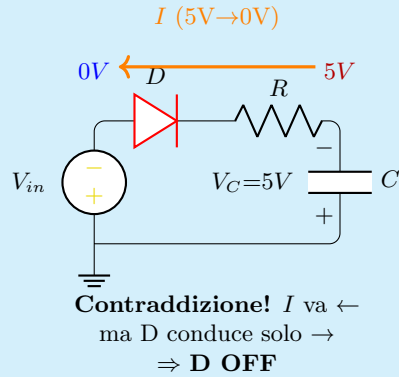 I (5V→0V)
0V
5V
D
R
−
−
+
V_in
V_C=5V
C
+
Contraddizione! I va ←
ma D conduce solo →
⇒ D OFF